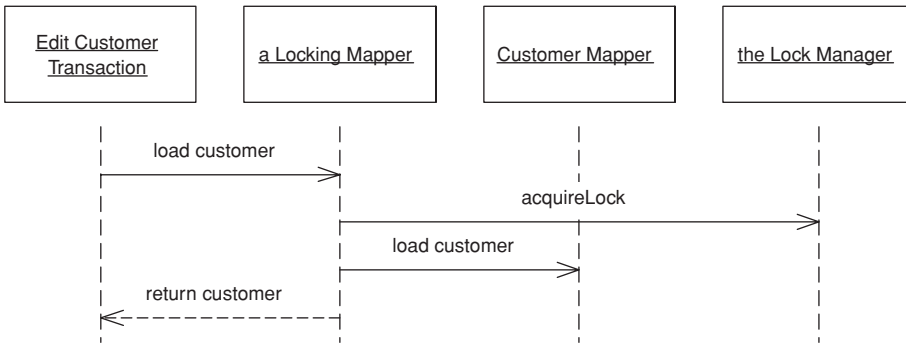 Edit Customer
Transaction
a Locking Mapper
Customer Mapper
the Lock Manager
load customer
acquireLock
load customer
return customer